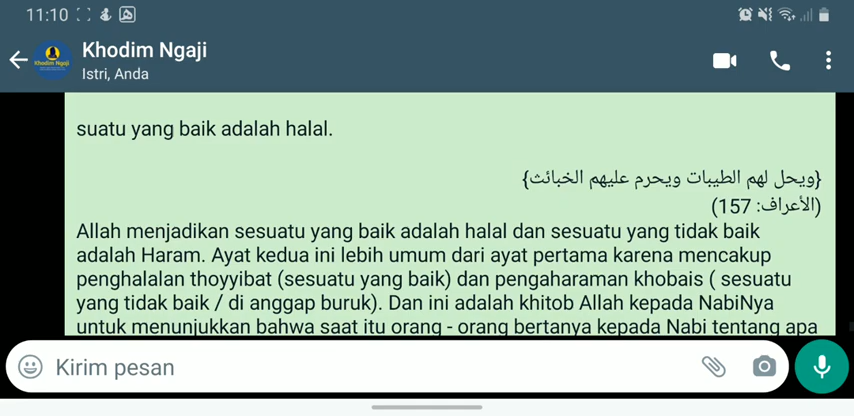 11:10
Khodim Ngaji
Khodim Ngaji
Istri, Anda
suatu yang baik adalah halal.
{ويحل لهم الطيبات ويحرم عليهم الخبائث}
(الأعراف: 157)
Allah menjadikan sesuatu yang baik adalah halal dan sesuatu yang tidak baik
adalah Haram. Ayat kedua ini lebih umum dari ayat pertama karena mencakup
penghalalan thoyyibat (sesuatu yang baik) dan pengaharaman khobais ( sesuatu
yang tidak baik / di anggap buruk). Dan ini adalah khitob Allah kepada NabiNya
untuk menunjukkan bahwa saat itu orang - orang bertanya kepada Nabi tentang apa
Kirim pesan